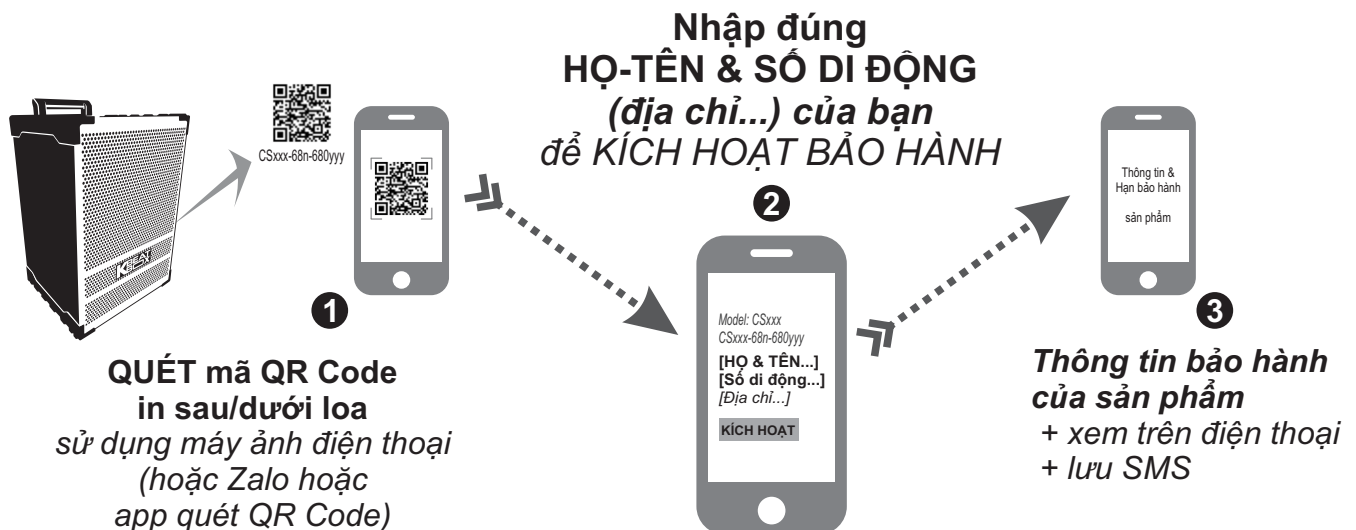 Nhập đúng
HỌ-TÊN & SỐ DI ĐỘNG
(địa chỉ...) của bạn
để KÍCH HOẠT BẢO HÀNH
CSxxx-68n-680yyy
1
QUÉT mã QR Code
in sau/dưới loa
sử dụng máy ảnh điện thoại
(hoặc Zalo hoặc
app quét QR Code)
2
Model: CSxxx
CSxxx-68n-680yyy
[HỌ & TÊN...]
[Số di động...]
[Địa chỉ...]
KÍCH HOẠT
Thông tin &
Hạn bảo hành
sản phẩm
3
Thông tin bảo hành
của sản phẩm
+ xem trên điện thoại
+ lưu SMS